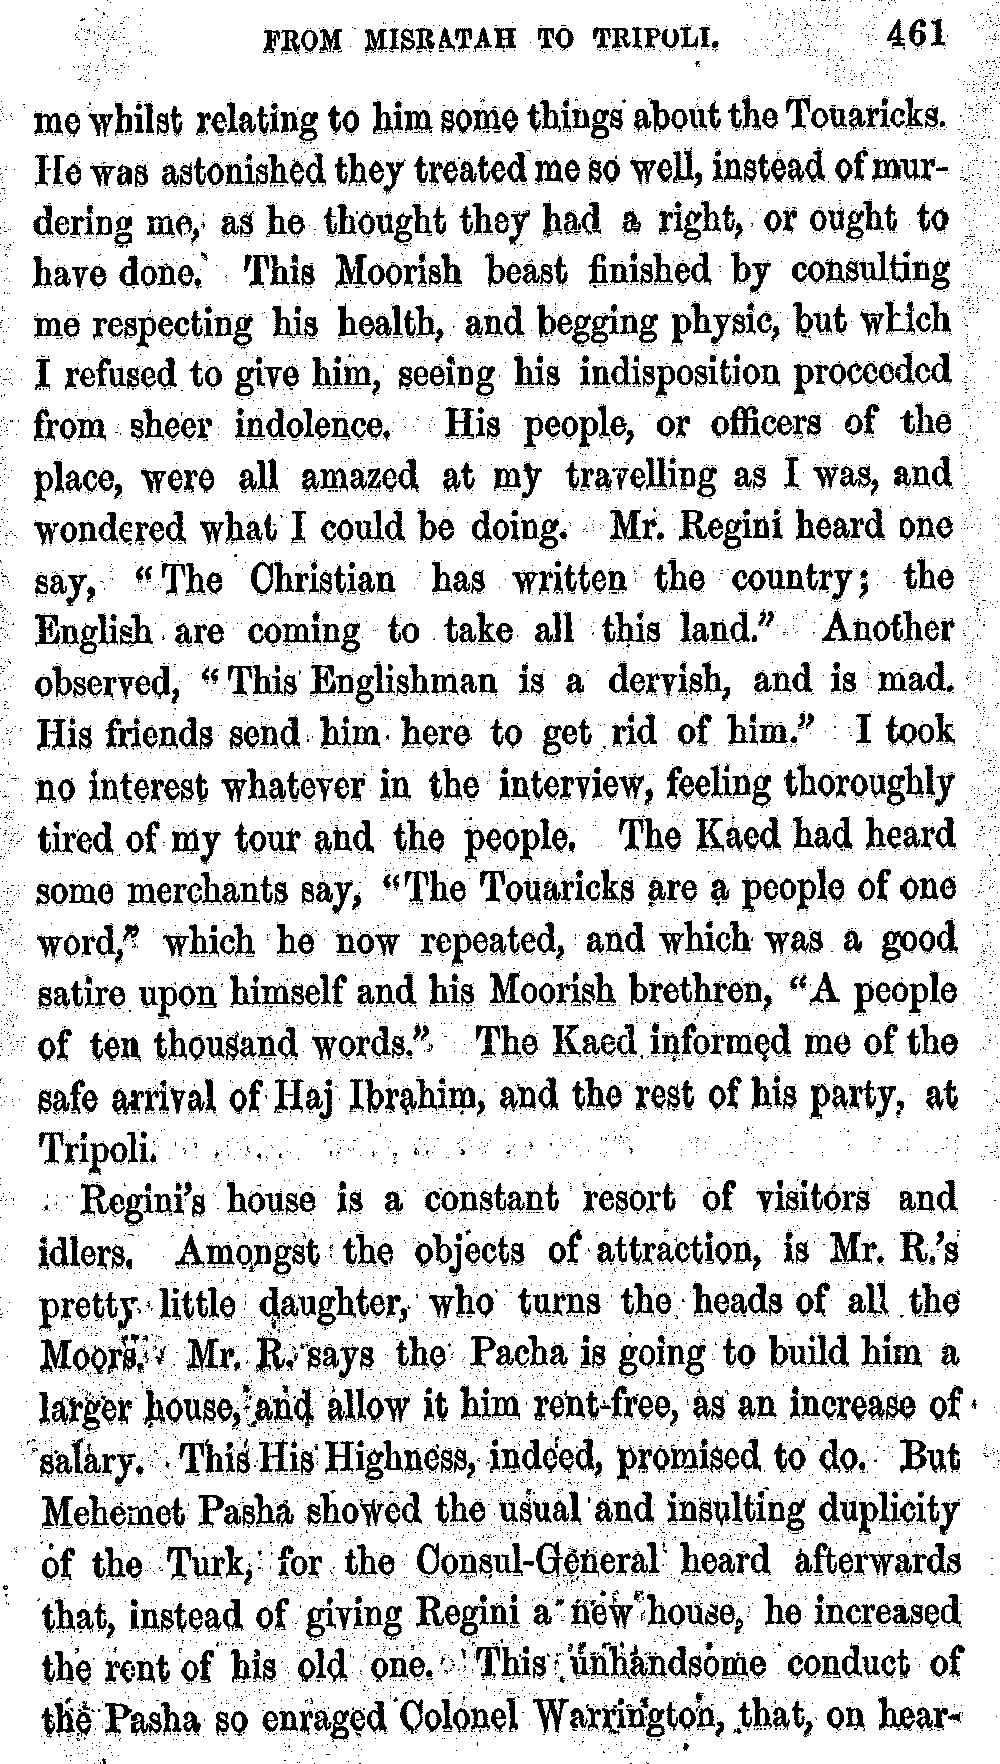 FROM MISRATAH TO TRIPOLI. 461
me whilst relating to him some things about the Touaricks.
He was astonished they treated me so well, instead of mur-
dering me, as he thought they had a right, or ought to
have done. This Moorish beast finished by consulting
me respecting his health, and begging physic, but which
I refused to give him, seeing his indisposition proceeded
from sheer indolence. His people, or officers of the
place, were all amazed at my travelling as I was, and
wondered what I could be doing. Mr. Regini heard one
say, "The Christian has written the country; the
English are coming to take all this land." Another
observed, "This Englishman is a dervish, and is mad.
His friends send him here to get rid of him." I took
no interest whatever in the interview, feeling thoroughly
tired of my tour and the people. The Kaed had heard
some merchants say, "The Touaricks are a people of one
word," which he now repeated, and which was a good
satire upon himself and his Moorish brethren, "A people
of ten thousand words." The Kaed informed me of the
safe arrival of Haj Ibrahim, and the rest of his party, at
Tripoli.
Regini's house is a constant resort of visitors and
idlers. Amongst the objects of attraction, is Mr. R.'s
pretty little daughter, who turns the heads of all the
Moors. Mr. R. says the Pacha is going to build him a
larger house, and allow it him rent-free, as an increase of
salary. This His Highness, indeed, promised to do. But
Mehemet Pasha showed the usual and insulting duplicity
of the Turk, for the Consul-General heard afterwards
that, instead of giving Regini a new house, he increased
the rent of his old one. This unhandsome conduct of
the Pasha so enraged Colonel Warrington, that, on hear-